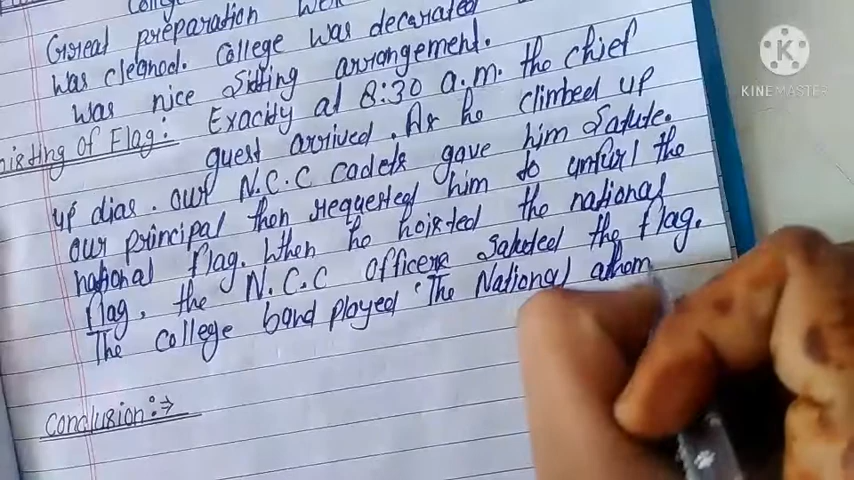 college
Great preparation were
was cleaned. College was decorated
was nice Sitting arrangement.
Hoisting of Flag: Exactly at 8:30 a.m. the chief
guest arrived. As he climbed up
up dias. our N.C.C cadets gave him Salute.
our principal then requested him to unfurl the
national flag. When he hoisted the national
flag. the N.C.C officers Saluted the flag.
The college band played 'The National athom
Conclusion:→
KINEMASTER